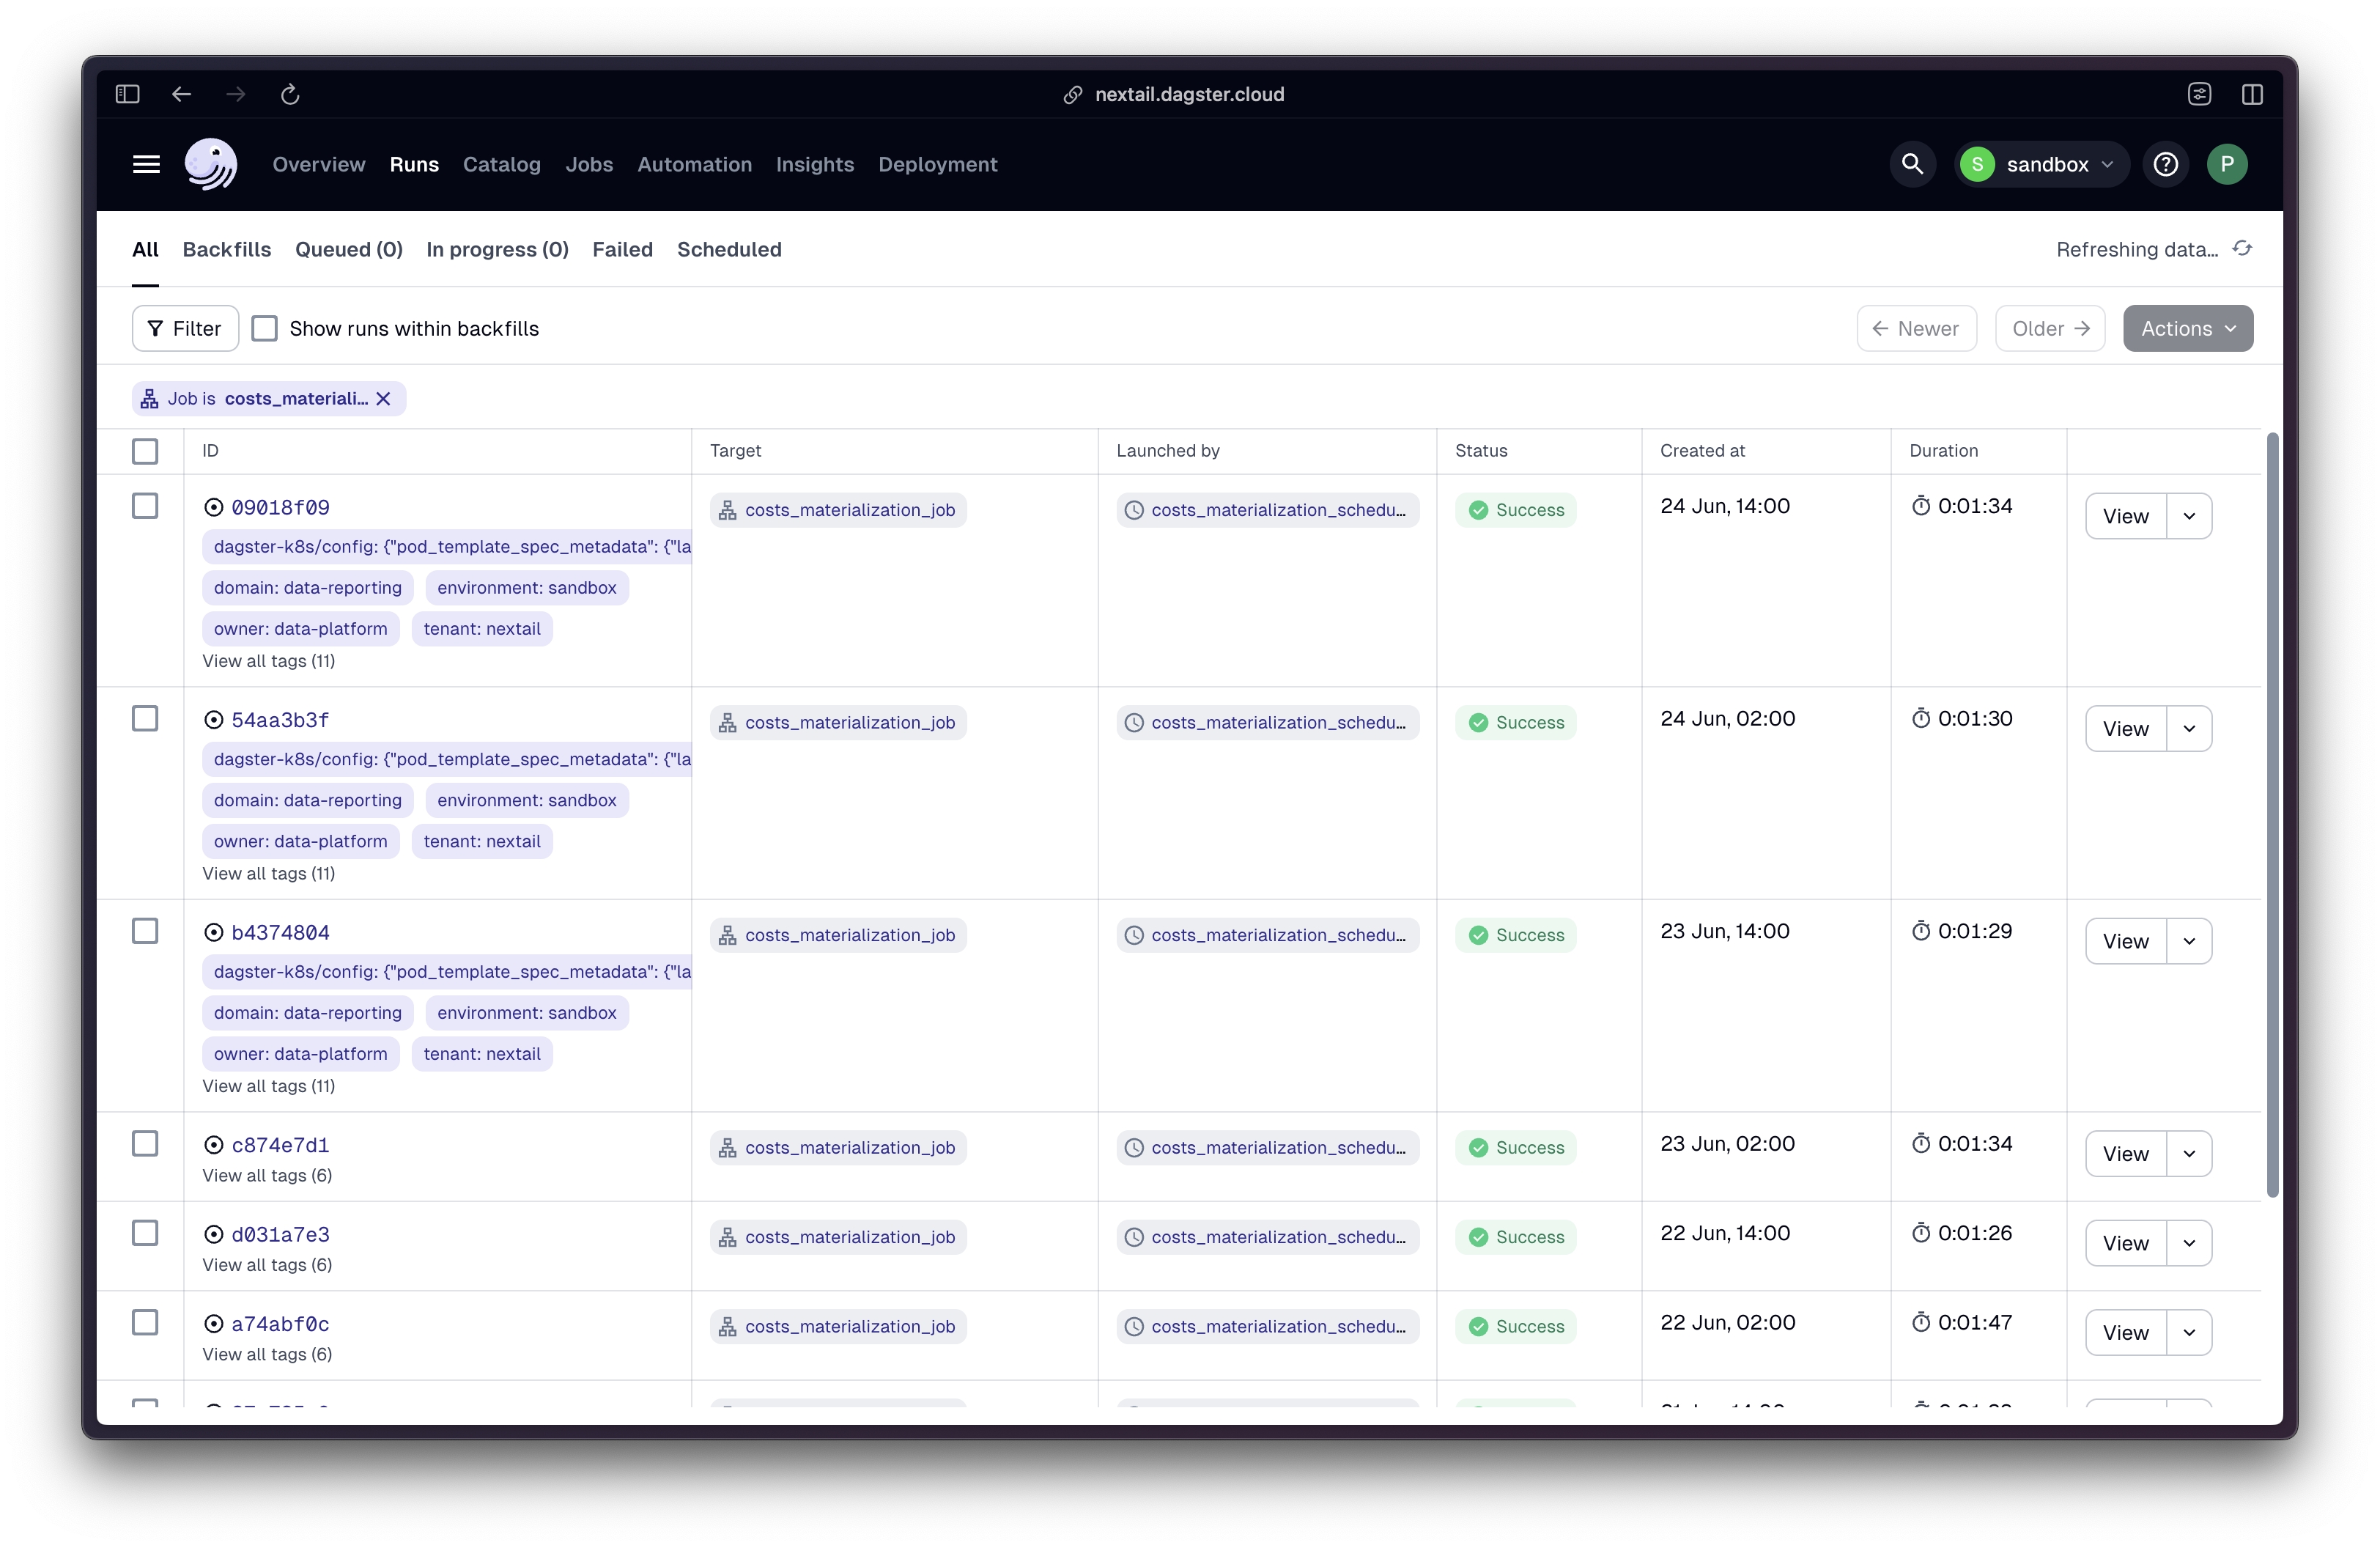 nextail.dagster.cloud
Overview Runs Catalog Jobs Automation Insights Deployment S sandbox P
All Backfills Queued (0) In progress (0) Failed Scheduled Refreshing data...
Filter Show runs within backfills Newer Older Actions
Job is costs_materiali...
ID Target Launched by Status Created at Duration
09018f09 costs_materialization_job costs_materialization_schedu... Success 24 Jun, 14:00 0:01:34 View
dagster-k8s/config: {"pod_template_spec_metadata": {"la
domain: data-reporting environment: sandbox
owner: data-platform tenant: nextail
View all tags (11)
54aa3b3f costs_materialization_job costs_materialization_schedu... Success 24 Jun, 02:00 0:01:30 View
dagster-k8s/config: {"pod_template_spec_metadata": {"la
domain: data-reporting environment: sandbox
owner: data-platform tenant: nextail
View all tags (11)
b4374804 costs_materialization_job costs_materialization_schedu... Success 23 Jun, 14:00 0:01:29 View
dagster-k8s/config: {"pod_template_spec_metadata": {"la
domain: data-reporting environment: sandbox
owner: data-platform tenant: nextail
View all tags (11)
c874e7d1 costs_materialization_job costs_materialization_schedu... Success 23 Jun, 02:00 0:01:34 View
View all tags (6)
d031a7e3 costs_materialization_job costs_materialization_schedu... Success 22 Jun, 14:00 0:01:26 View
View all tags (6)
a74abf0c costs_materialization_job costs_materialization_schedu... Success 22 Jun, 02:00 0:01:47 View
View all tags (6)